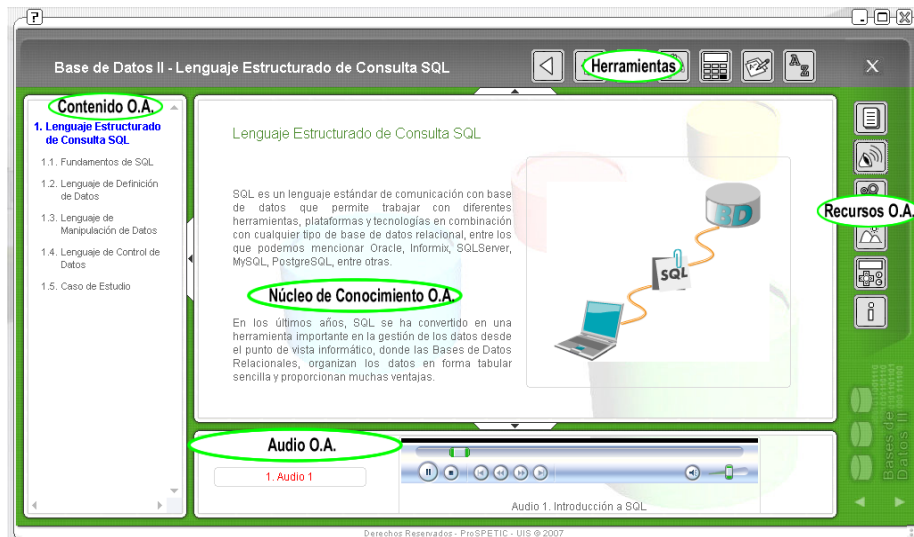 ?
Base de Datos II - Lenguaje Estructurado de Consulta SQL
Herramientas
A
Z
X
Contenido O.A.
1. Lenguaje Estructurado
de Consulta SQL
1.1. Fundamentos de SQL
1.2. Lenguaje de Definición
de Datos
1.3. Lenguaje de
Manipulación de Datos
1.4. Lenguaje de Control de
Datos
1.5. Caso de Estudio
Lenguaje Estructurado de Consulta SQL
SQL es un lenguaje estándar de comunicación con base
de datos que permite trabajar con diferentes
herramientas, plataformas y tecnologías en combinación
con cualquier tipo de base de datos relacional, entre los
que podemos mencionar Oracle, Informix, SQLServer,
MySQL, PostgreSQL, entre otras.
Núcleo de Conocimiento O.A.
En los últimos años, SQL se ha convertido en una
herramienta importante en la gestión de los datos desde
el punto de vista informático, donde las Bases de Datos
Relacionales, organizan los datos en forma tabular
sencilla y proporcionan muchas ventajas.
BD
SQL
Recursos O.A.
i
Bases de
Datos II
Audio O.A.
1. Audio 1
Audio 1. Introducción a SQL
Derechos Reservados - ProSPETIC - UIS @ 2007